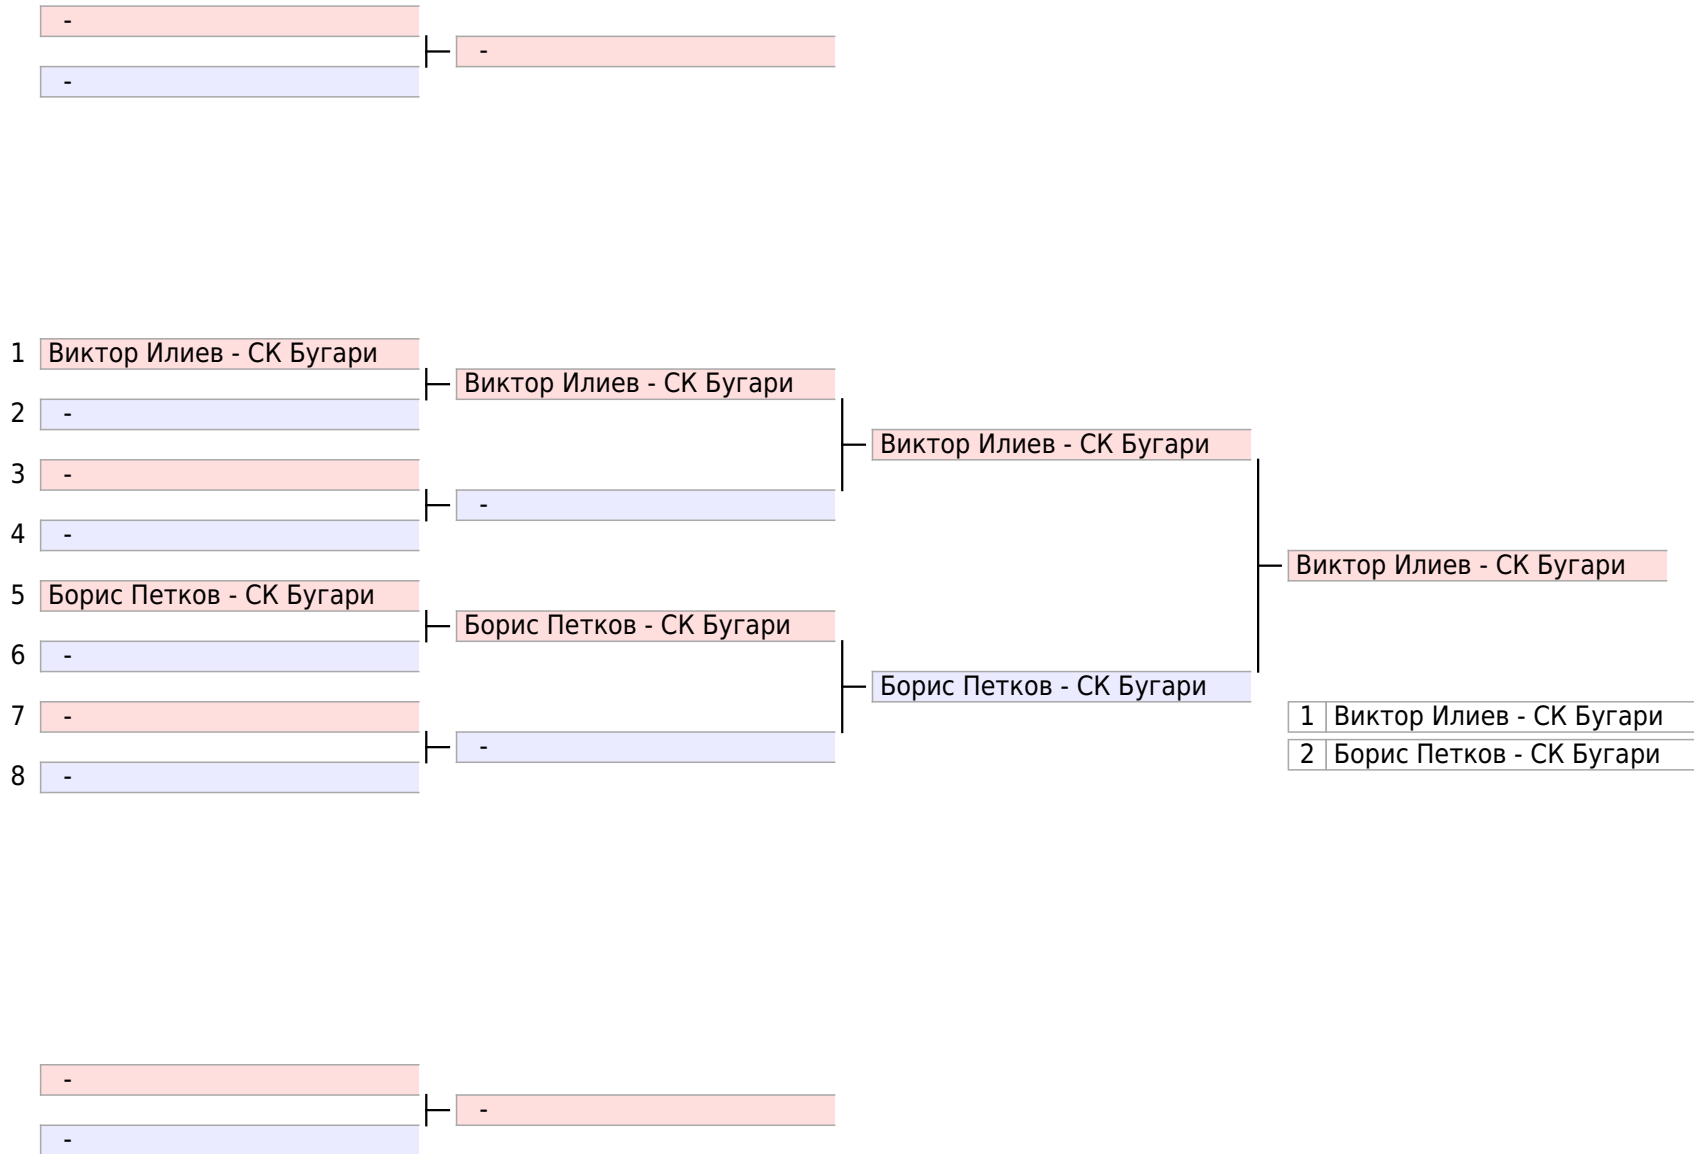 -
-
-
1 Виктор Илиев - СК Бугари
Виктор Илиев - СК Бугари
2 -
Виктор Илиев - СК Бугари
3 -
-
4 -
Виктор Илиев - СК Бугари
5 Борис Петков - СК Бугари
Борис Петков - СК Бугари
6 -
Борис Петков - СК Бугари
7 -
1 Виктор Илиев - СК Бугари
-
2 Борис Петков - СК Бугари
8 -
-
-
-